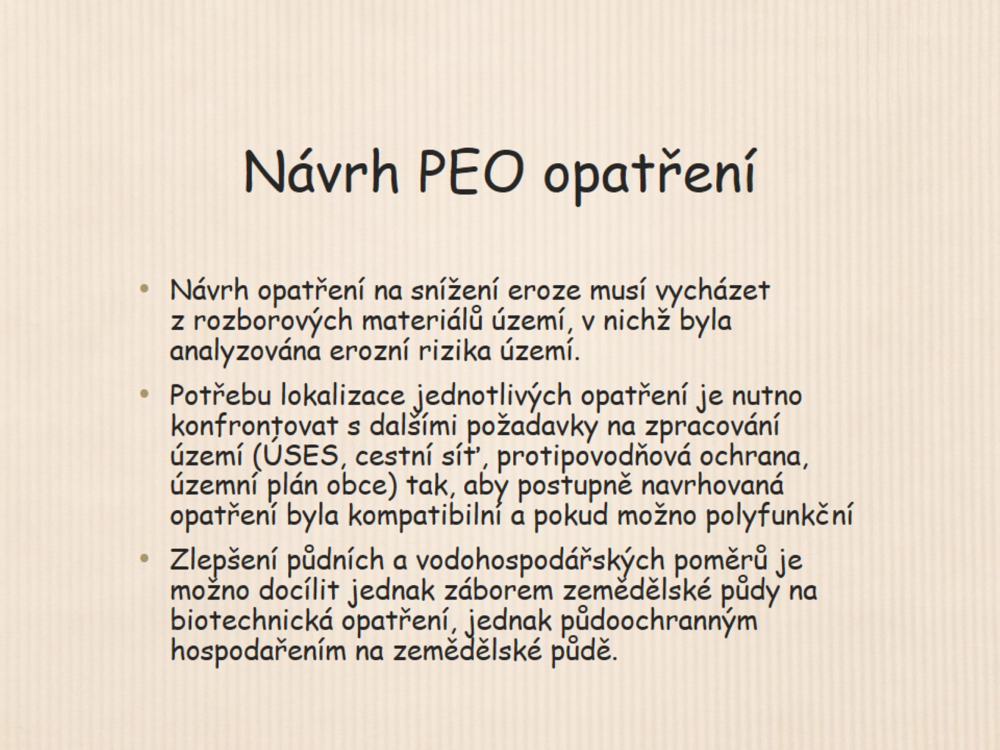 Návrh PEO opatření
• Návrh opatření na snížení eroze musí vycházet
z rozborových materiálů území, v nichž byla
analyzována erozní rizika území.
• Potřebu lokalizace jednotlivých opatření je nutno
konfrontovat s dalšími požadavky na zpracování
území (ÚSES, cestní síť, protipovodňová ochrana,
územní plán obce) tak, aby postupně navrhovaná
opatření byla kompatibilní a pokud možno polyfunkční
• Zlepšení půdních a vodohospodářských poměrů je
možno docílit jednak záborem zemědělské půdy na
biotechnická opatření, jednak půdoochranným
hospodařením na zemědělské půdě.